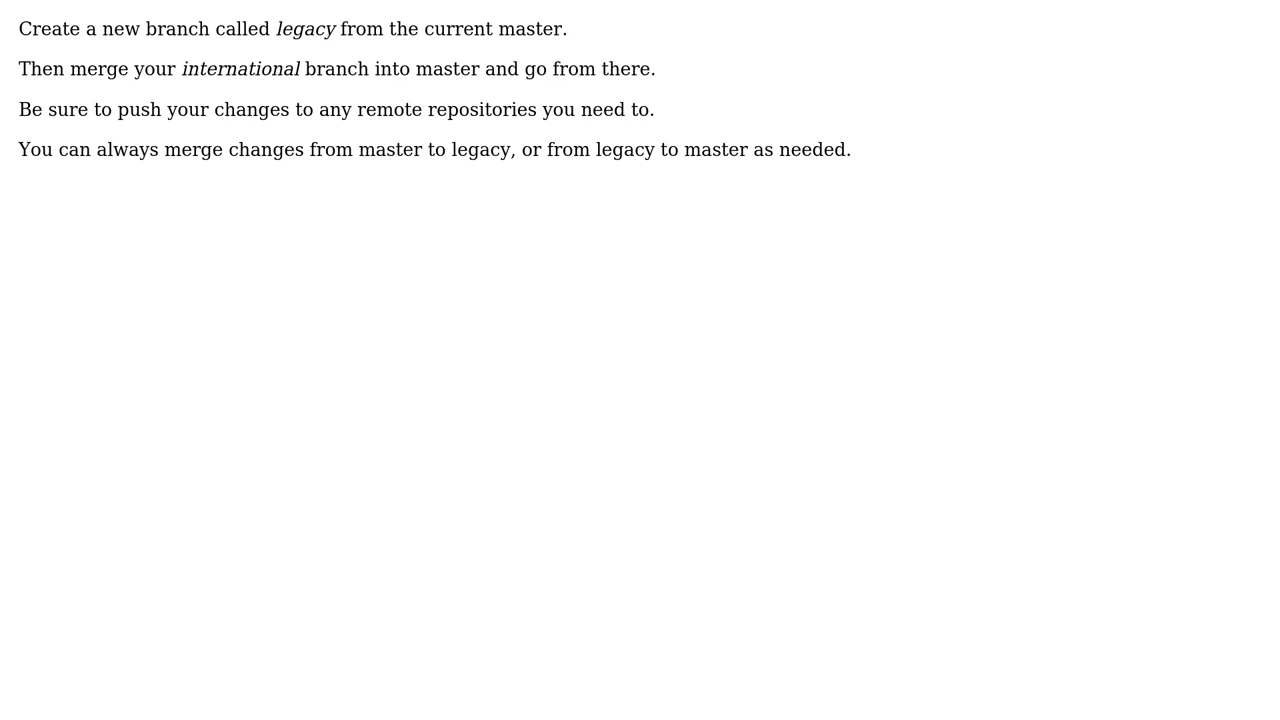 Create a new branch called legacy from the current master.
Then merge your international branch into master and go from there.
Be sure to push your changes to any remote repositories you need to.
You can always merge changes from master to legacy, or from legacy to master as needed.